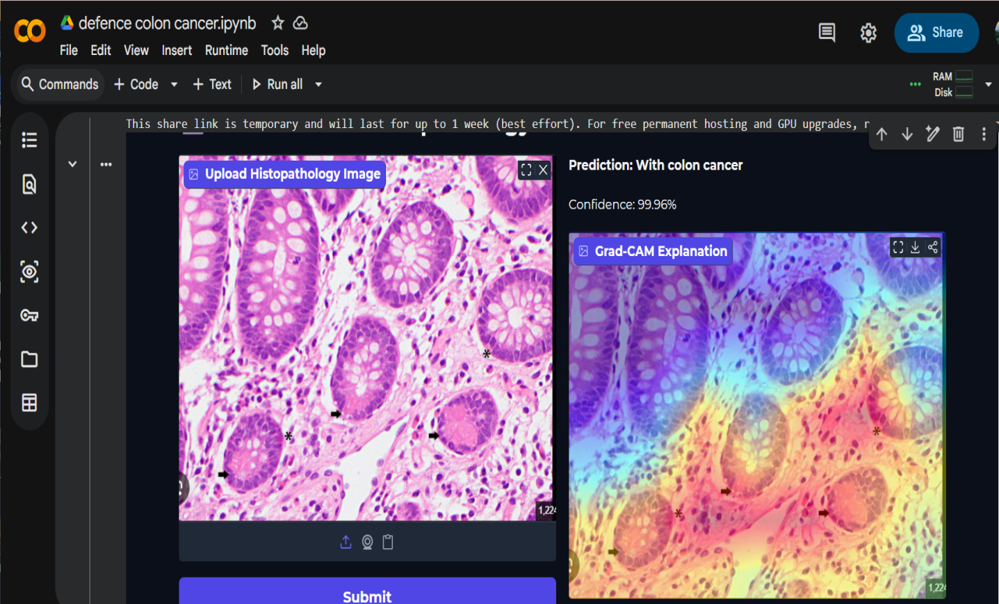 defence colon cancer.ipynb
File Edit View Insert Runtime Tools Help
Share
Commands + Code + Text Run all
RAM
Disk
This share link is temporary and will last for up to 1 week (best effort). For free permanent hosting and GPU upgrades,
Upload Histopathology Image
Prediction: With colon cancer
Confidence: 99.96%
Grad-CAM Explanation
*
*
*
*
1,224
1,224
Submit